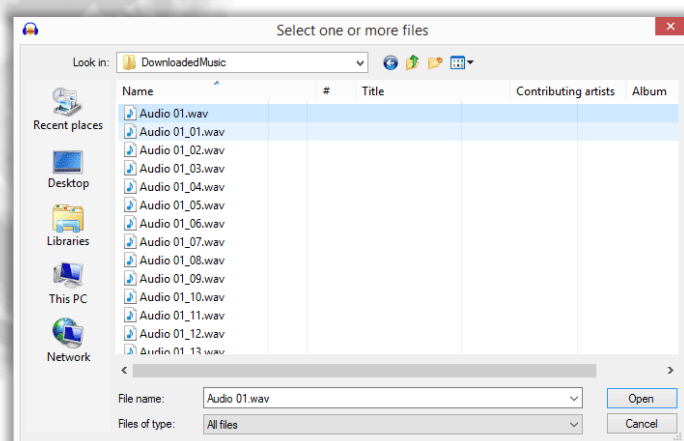 Select one or more files
Look in: DownloadedMusic
Name # Title Contributing artists Album
Recent places
Desktop
Libraries
This PC
Network
Audio 01.wav
Audio 01_01.wav
Audio 01_02.wav
Audio 01_03.wav
Audio 01_04.wav
Audio 01_05.wav
Audio 01_06.wav
Audio 01_07.wav
Audio 01_08.wav
Audio 01_09.wav
Audio 01_10.wav
Audio 01_11.wav
Audio 01_12.wav
Audio 01_13.wav
File name: Audio 01.wav Open
Files of type: All files Cancel